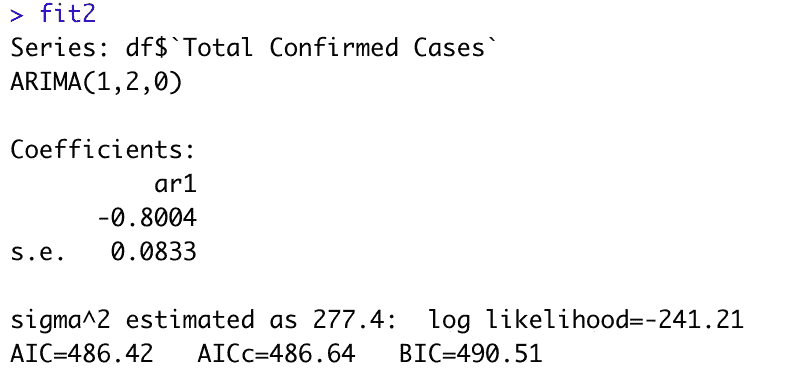 > fit2
Series: df$`Total Confirmed Cases`
ARIMA(1,2,0)
Coefficients:
ar1
-0.8004
s.e. 0.0833
sigma^2 estimated as 277.4: log likelihood=-241.21
AIC=486.42 AICc=486.64 BIC=490.51